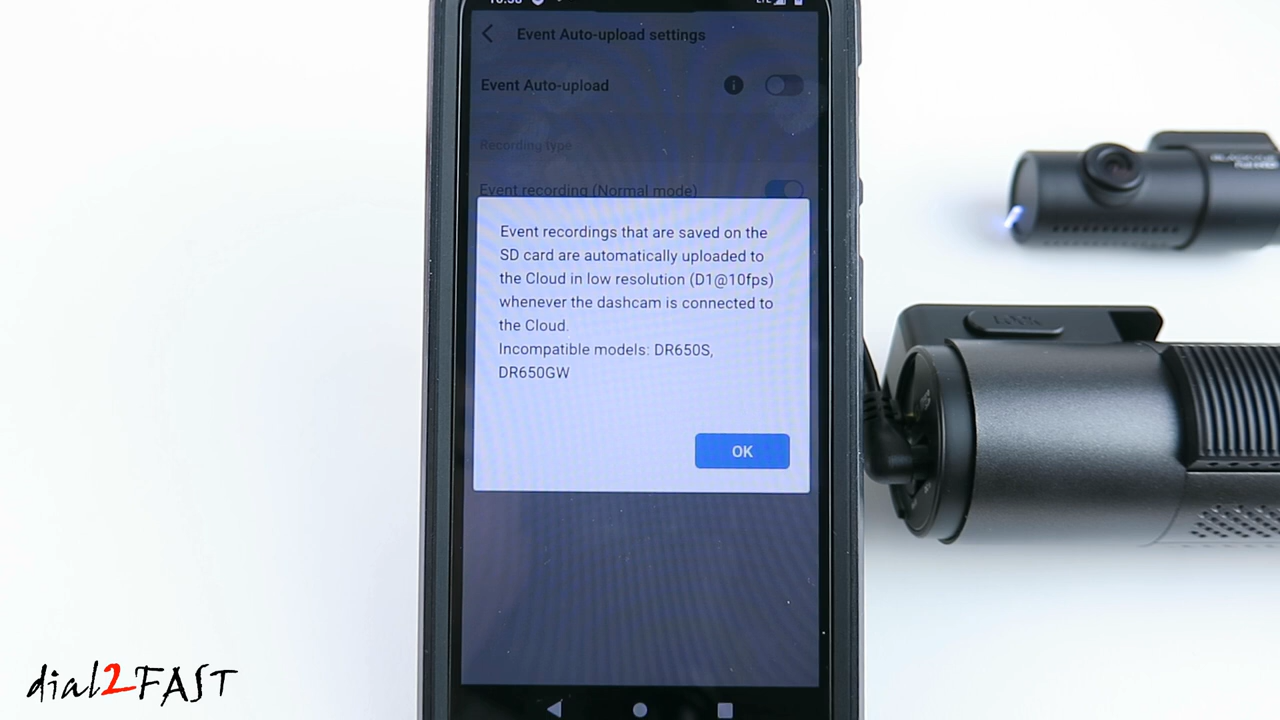 Event Auto-upload settings
Event Auto-upload
Recording type
Event recording (Normal mode)
Event recordings that are saved on the
SD card are automatically uploaded to
the Cloud in low resolution (D1@10fps)
whenever the dashcam is connected to
the Cloud.
Incompatible models: DR650S,
DR650GW
OK
dial2FAST